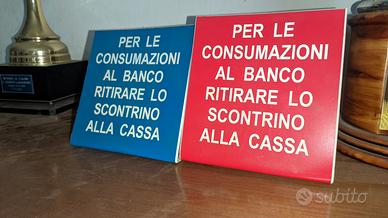 PER LE
CONSUMAZIONI
AL BANCO
RITIRARE LO
SCONTRINO
ALLA CASSA
PER LE
CONSUMAZIONI
AL BANCO
RITIRARE LO
SCONTRINO
ALLA CASSA
subito